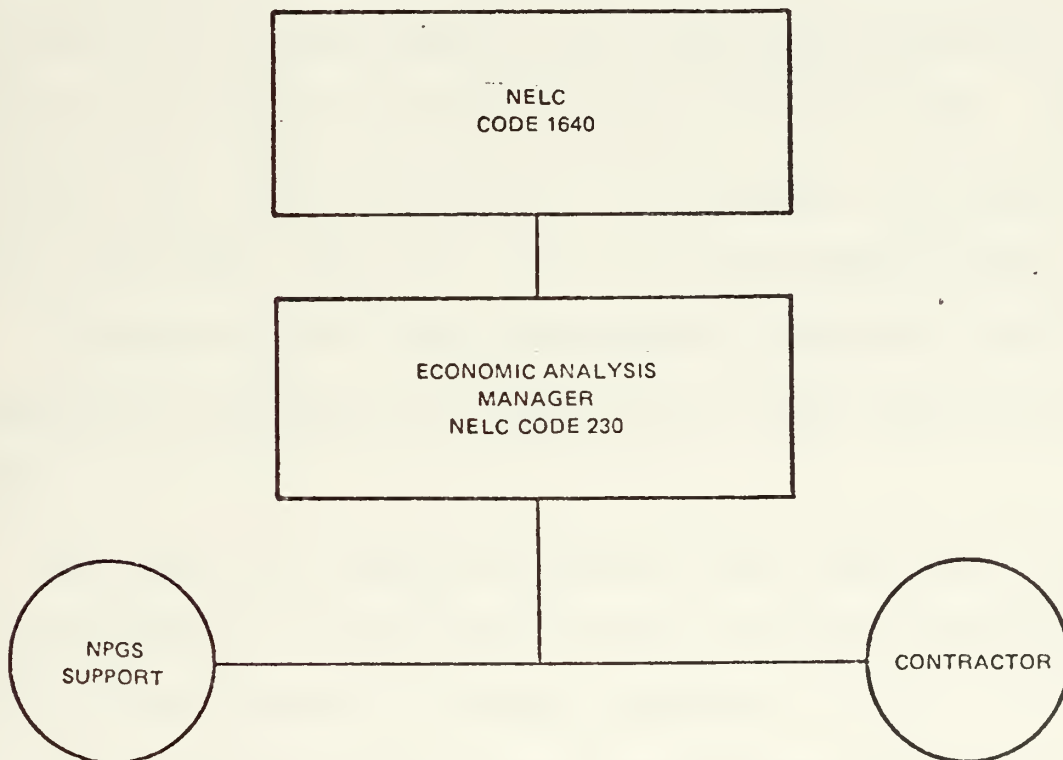 NELC
CODE 1640
ECONOMIC ANALYSIS
MANAGER
NELC CODE 230
NPGS
SUPPORT
CONTRACTOR